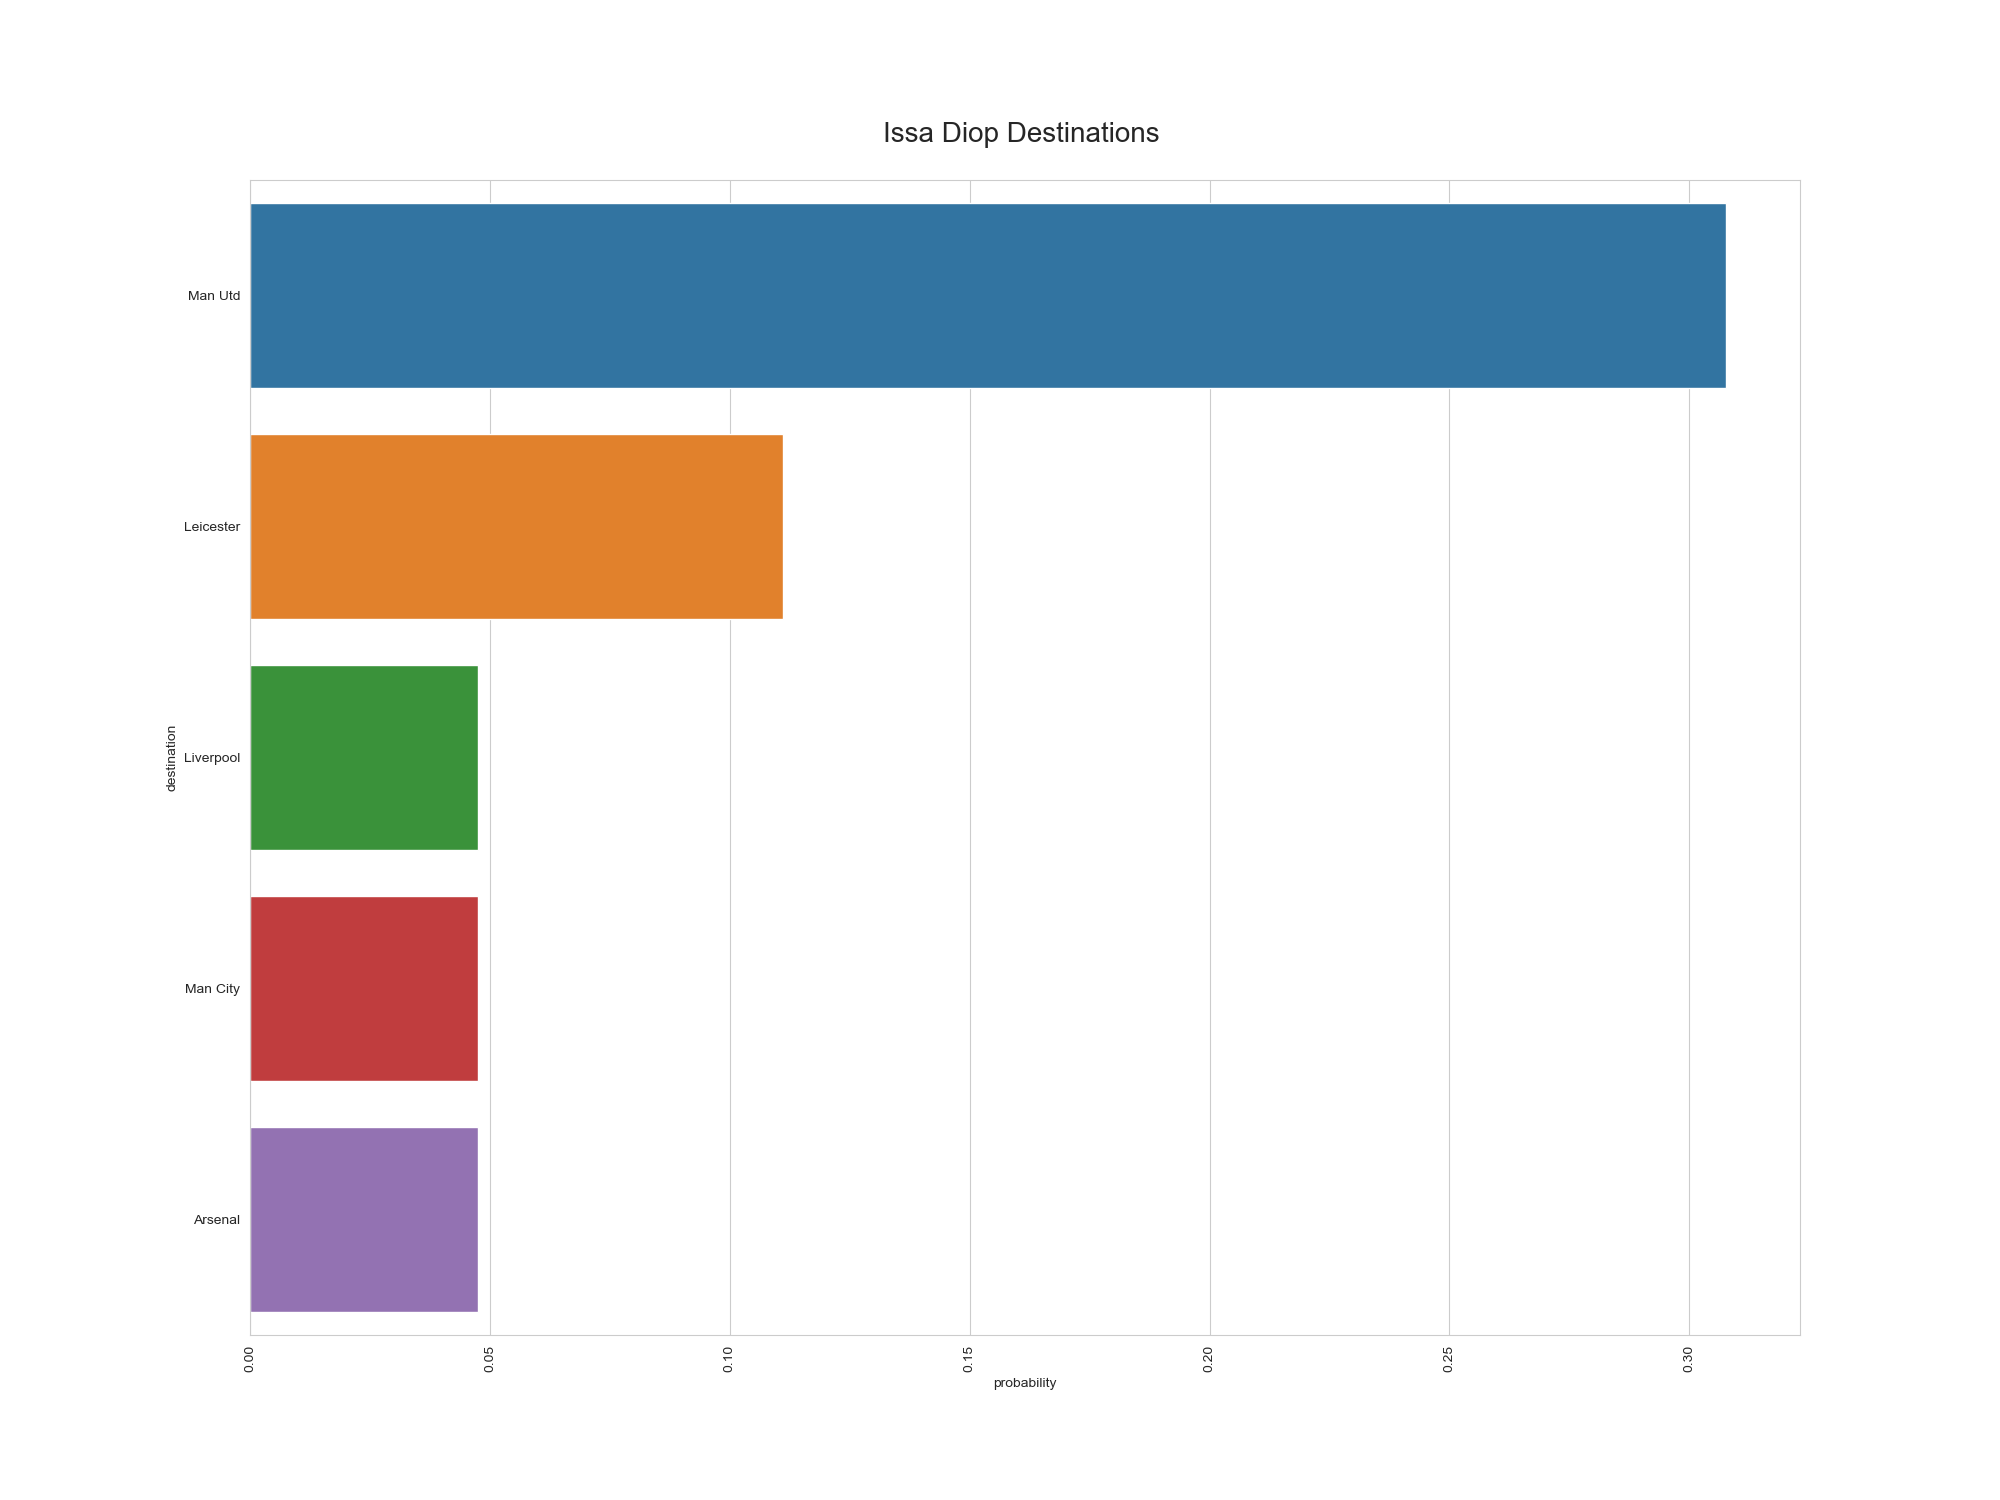 Issa Diop Destinations
Man Utd
Leicester
Liverpool
Man City
Arsenal
destination
0.00
0.05
0.10
0.15
0.20
0.25
0.30
probability